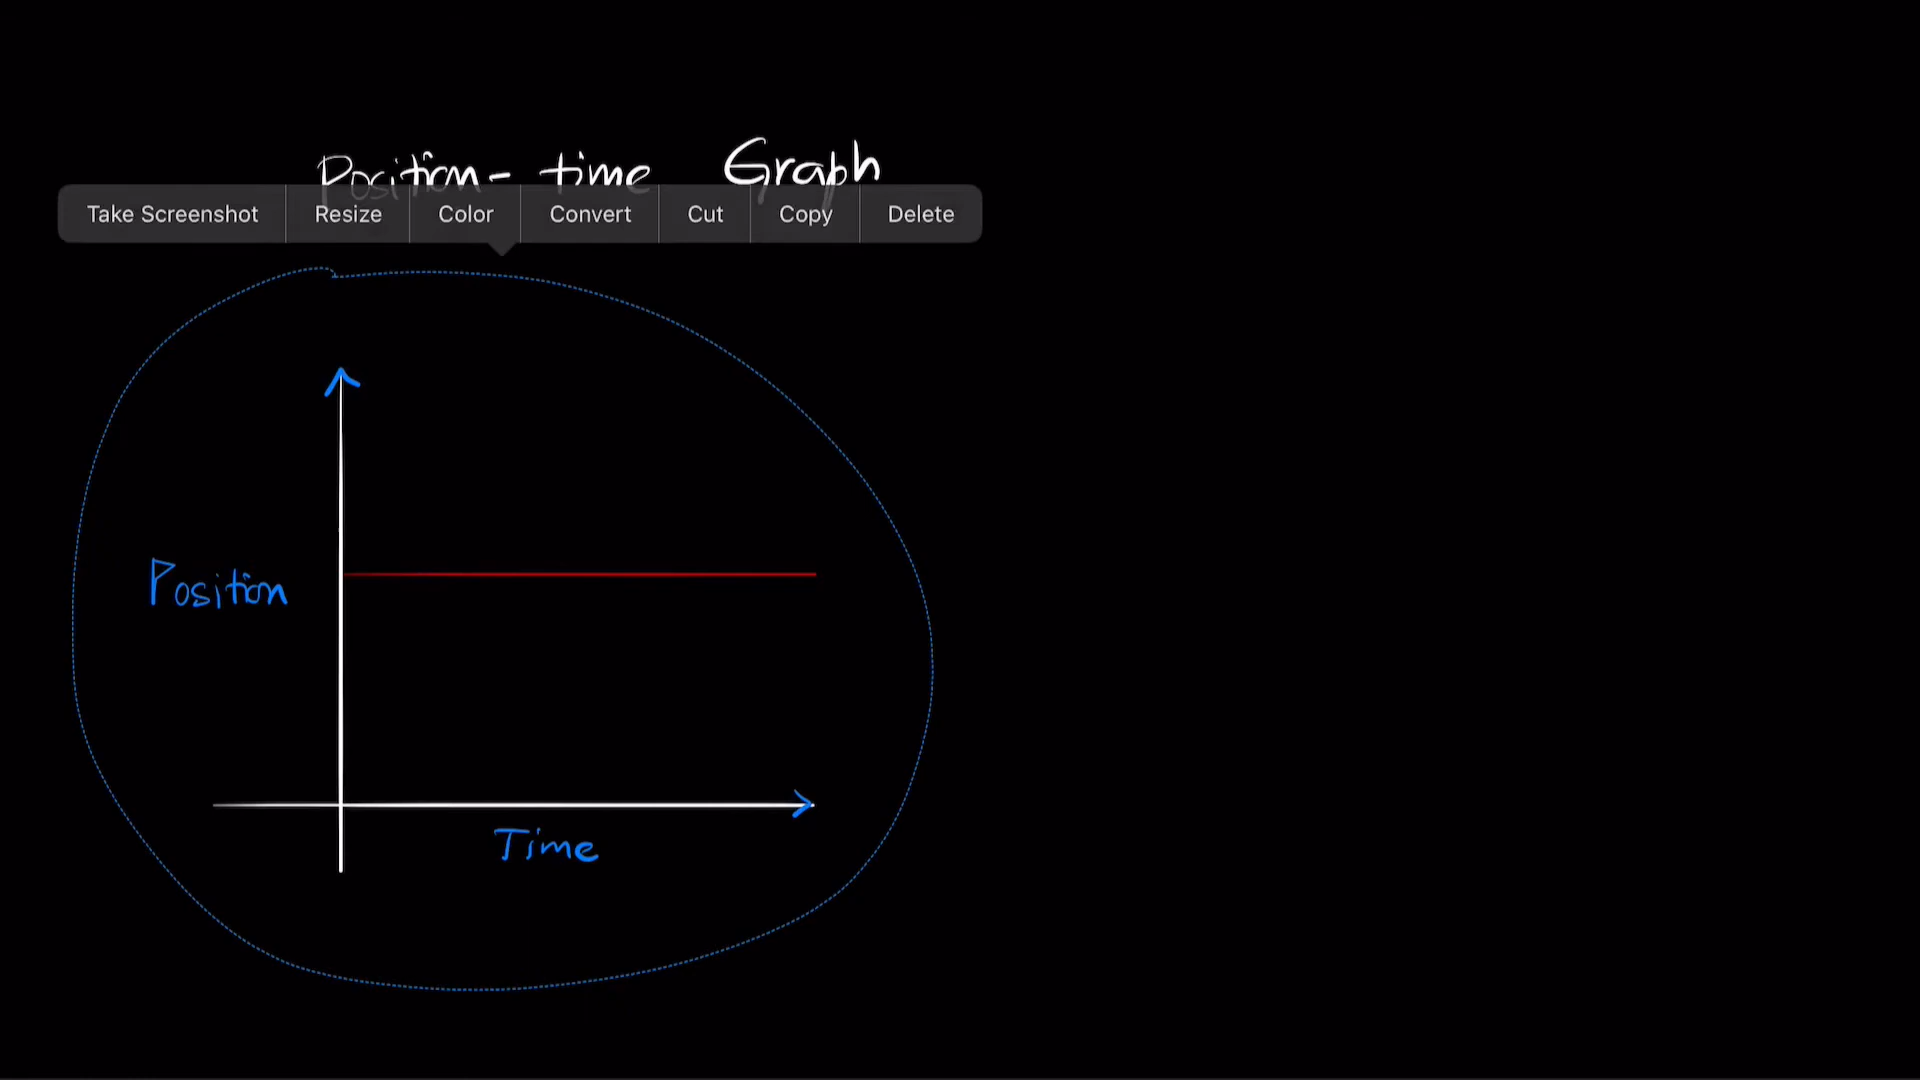 Position - time Graph
Take Screenshot Resize Color Convert Cut Copy Delete
Position
Time